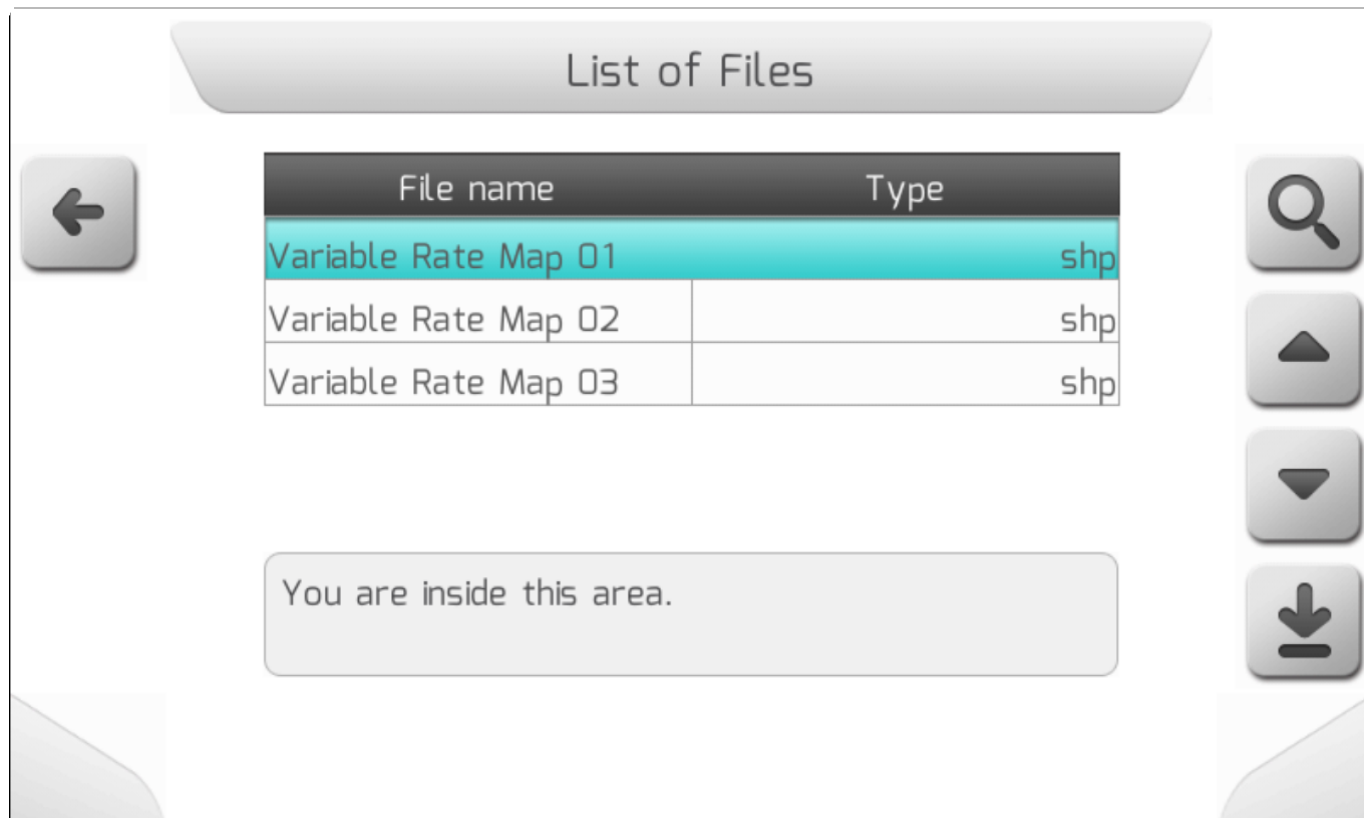 List of Files
File name Type
Variable Rate Map 01 shp
Variable Rate Map 02 shp
Variable Rate Map 03 shp
You are inside this area.